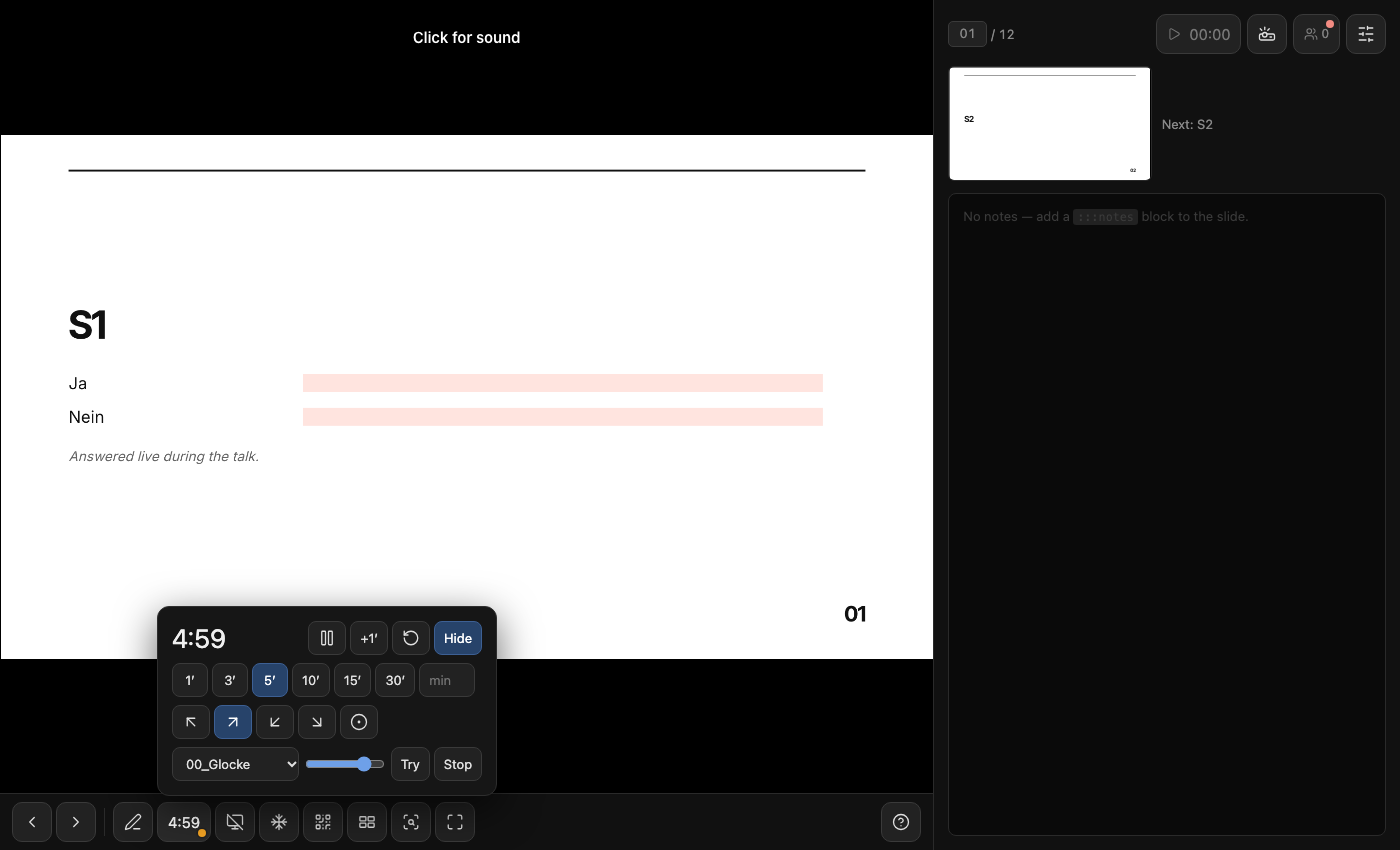 Click for sound
01 / 12
00:00
0
S2
02
Next: S2
No notes — add a :::notes block to the slide.
S1
Ja
Nein
Answered live during the talk.
01
4:59
+1′
Hide
1′
3′
5′
10′
15′
30′
min
00_Glocke
Try
Stop
4:59